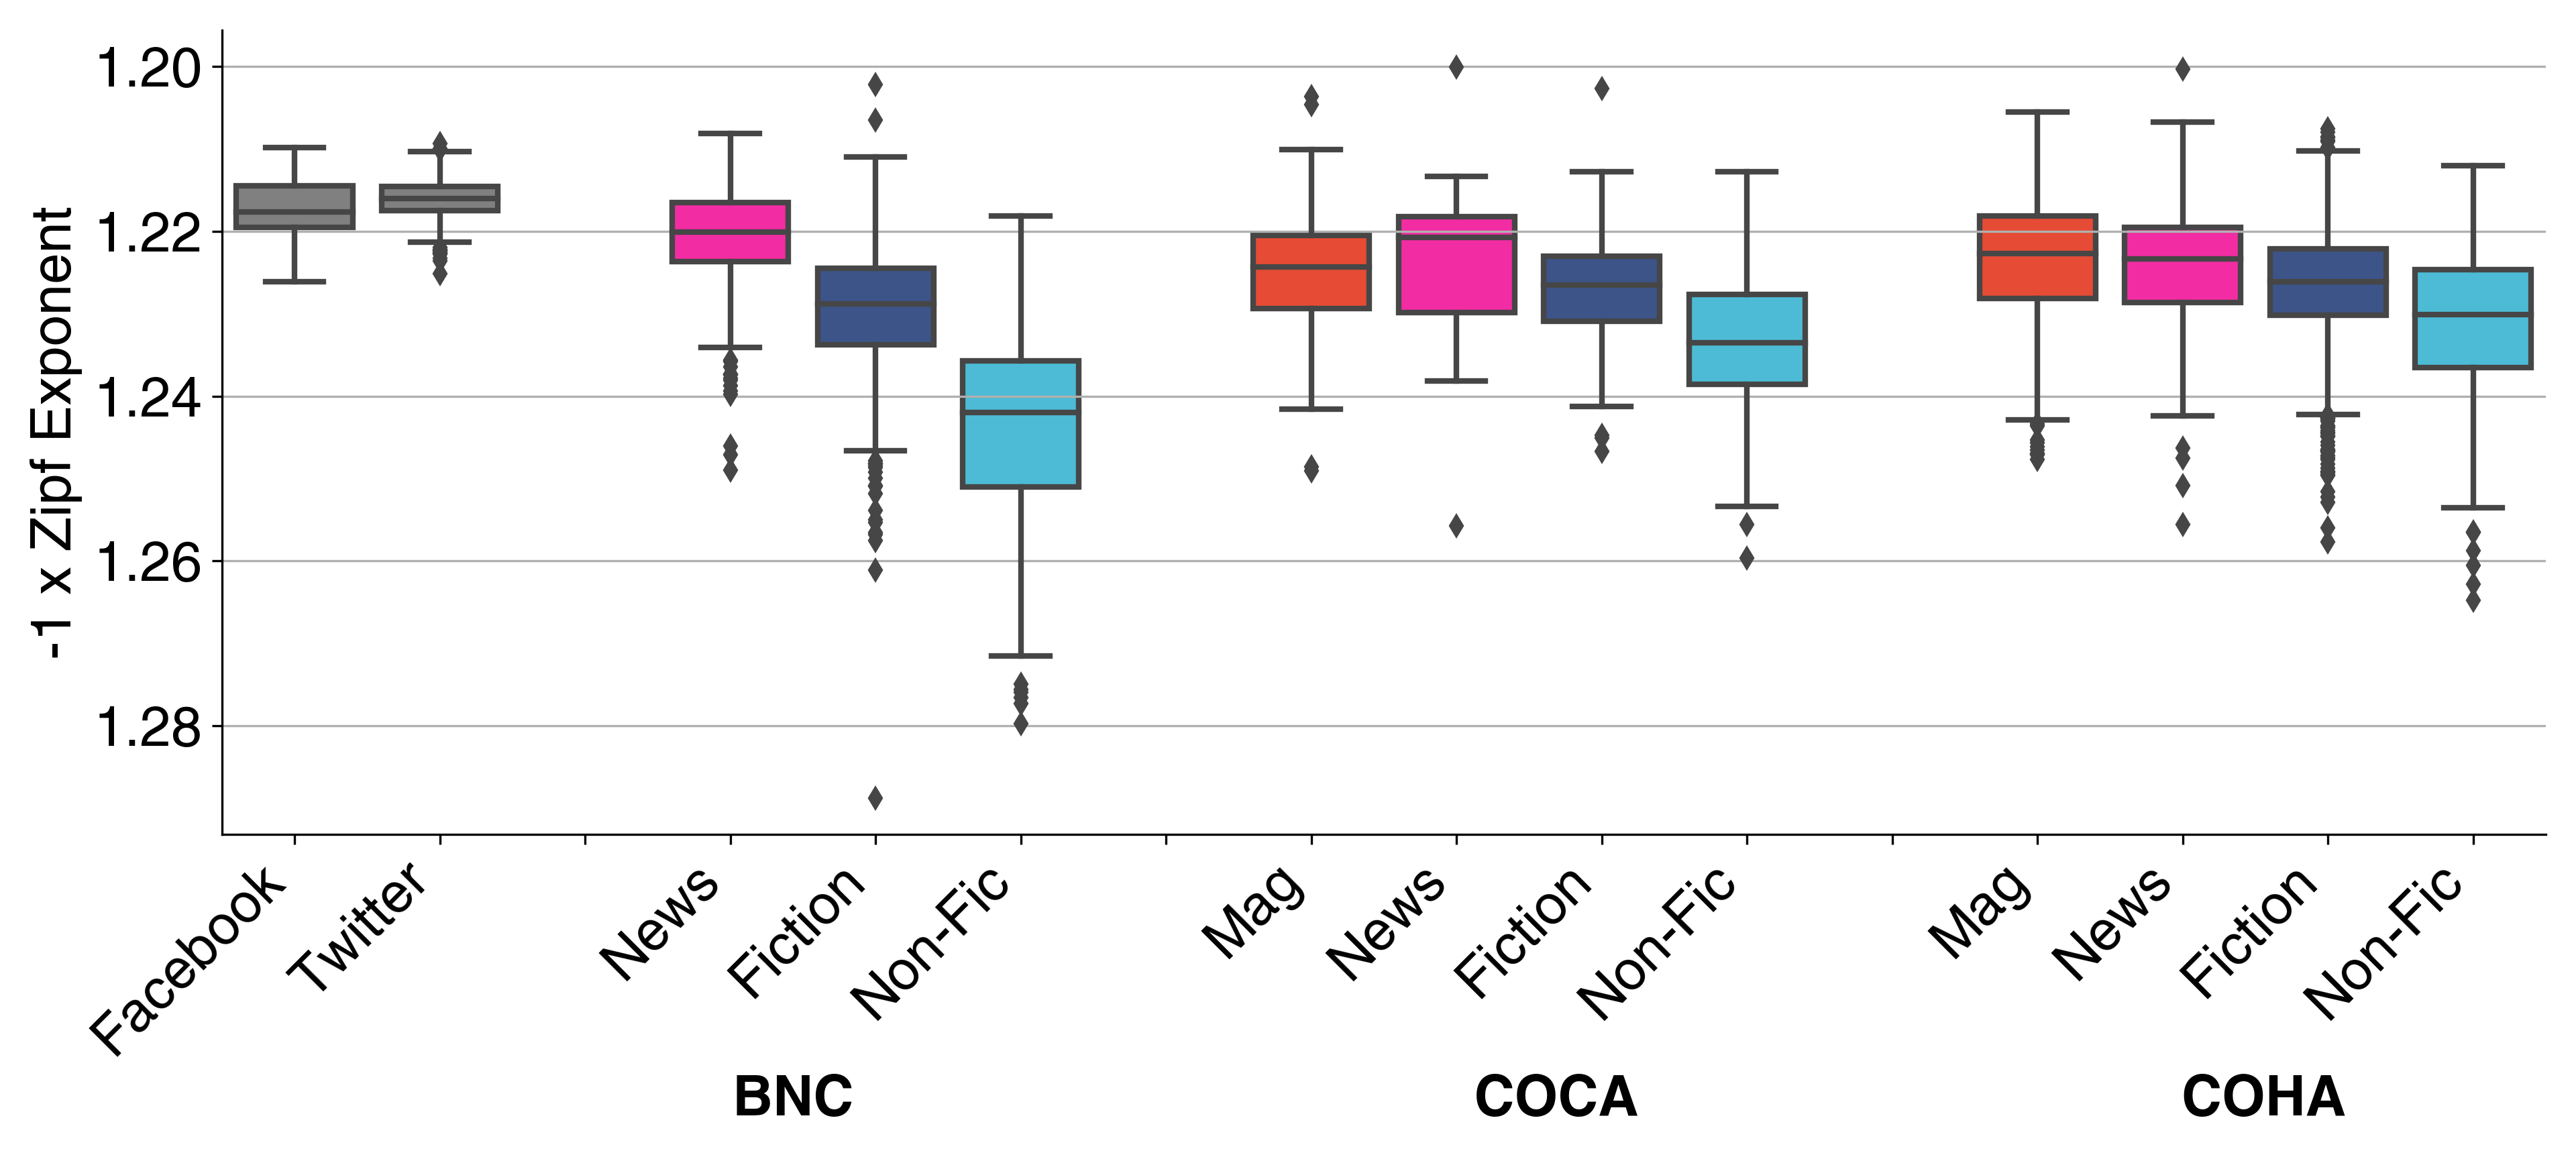 -1 x Zipf Exponent
1.20
1.22
1.24
1.26
1.28
Facebook
Twitter
News
Fiction
Non-Fic
Mag
News
Fiction
Non-Fic
Mag
News
Fiction
Non-Fic
BNC
COCA
COHA